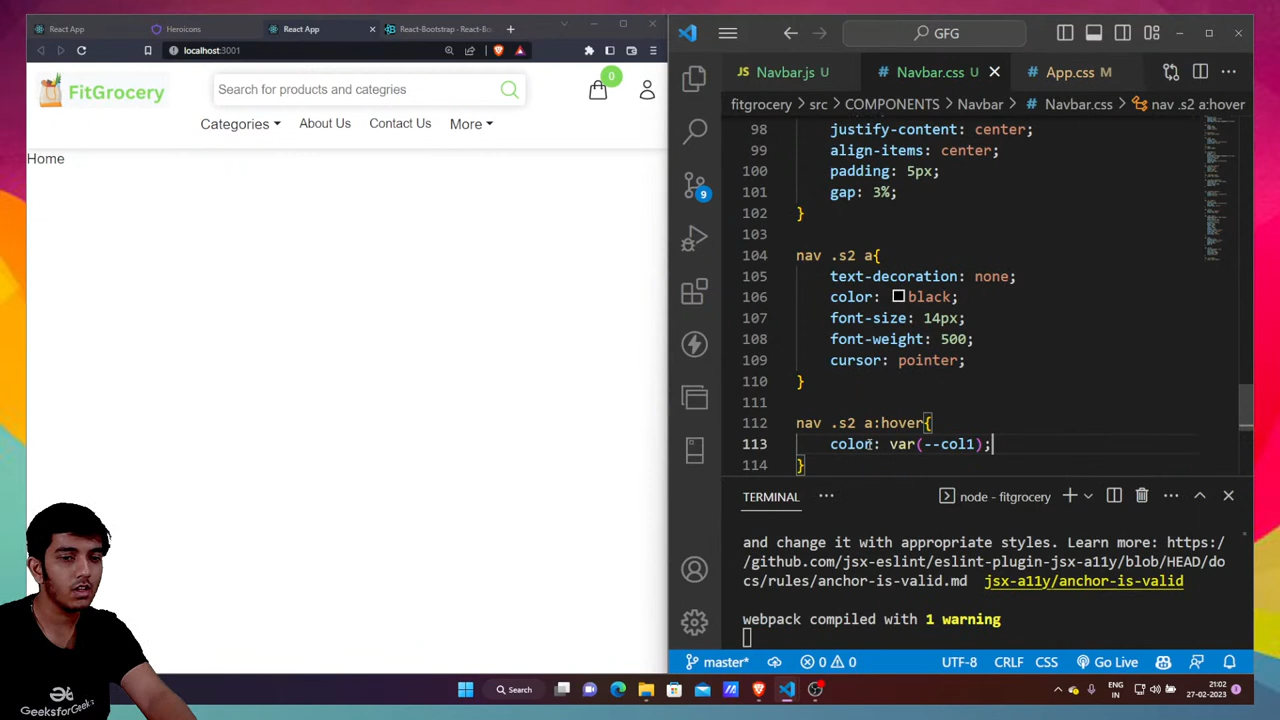 React App
Heroicons
React App
React-Bootstrap · React-Bo
localhost:3001
FitGrocery
Search for products and categries
0
Categories
About Us
Contact Us
More
Home
GFG
Navbar.js U
Navbar.css U
App.css M
fitgrocery > src > COMPONENTS > Navbar > Navbar.css > nav .s2 a:hover
98 justify-content: center;
99 align-items: center;
100 padding: 5px;
101 gap: 3%;
102 }
103
104 nav .s2 a{
105 text-decoration: none;
106 color: black;
107 font-size: 14px;
108 font-weight: 500;
109 cursor: pointer;
110 }
111
112 nav .s2 a:hover{
113 color: var(--col1);
114 }
9
TERMINAL
node - fitgrocery
and change it with appropriate styles. Learn more: https:/
/github.com/jsx-eslint/eslint-plugin-jsx-a11y/blob/HEAD/do
cs/rules/anchor-is-valid.md jsx-a11y/anchor-is-valid
webpack compiled with 1 warning
master* 0 0 UTF-8 CRLF CSS Go Live
Search
ENG
IN
21:02
27-02-2023
GeeksforGeeks